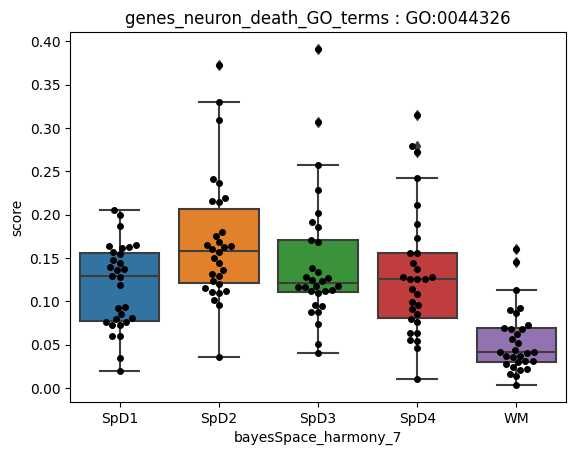 genes_neuron_death_GO_terms : GO:0044326
0.40
0.35
0.30
0.25
0.20
0.15
0.10
0.05
0.00
score
SpD1 SpD2 SpD3 SpD4 WM
bayesSpace_harmony_7